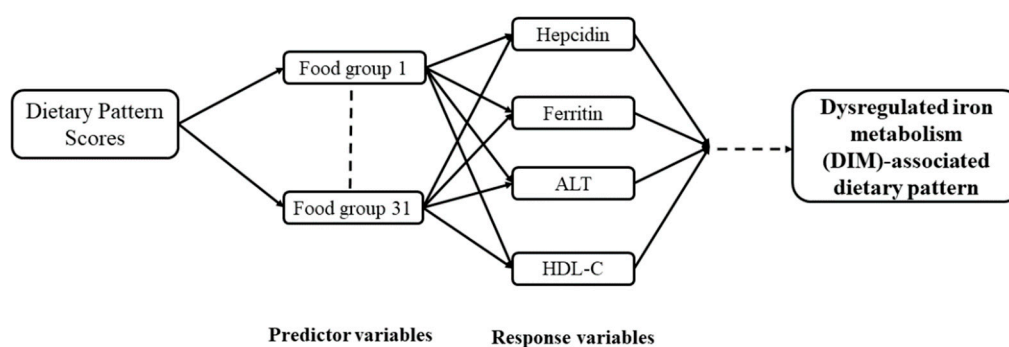 Dietary Pattern
Scores
Food group 1
Food group 31
Hepcidin
Ferritin
ALT
HDL-C
Dysregulated iron
metabolism
(DIM)-associated
dietary pattern
Predictor variables
Response variables